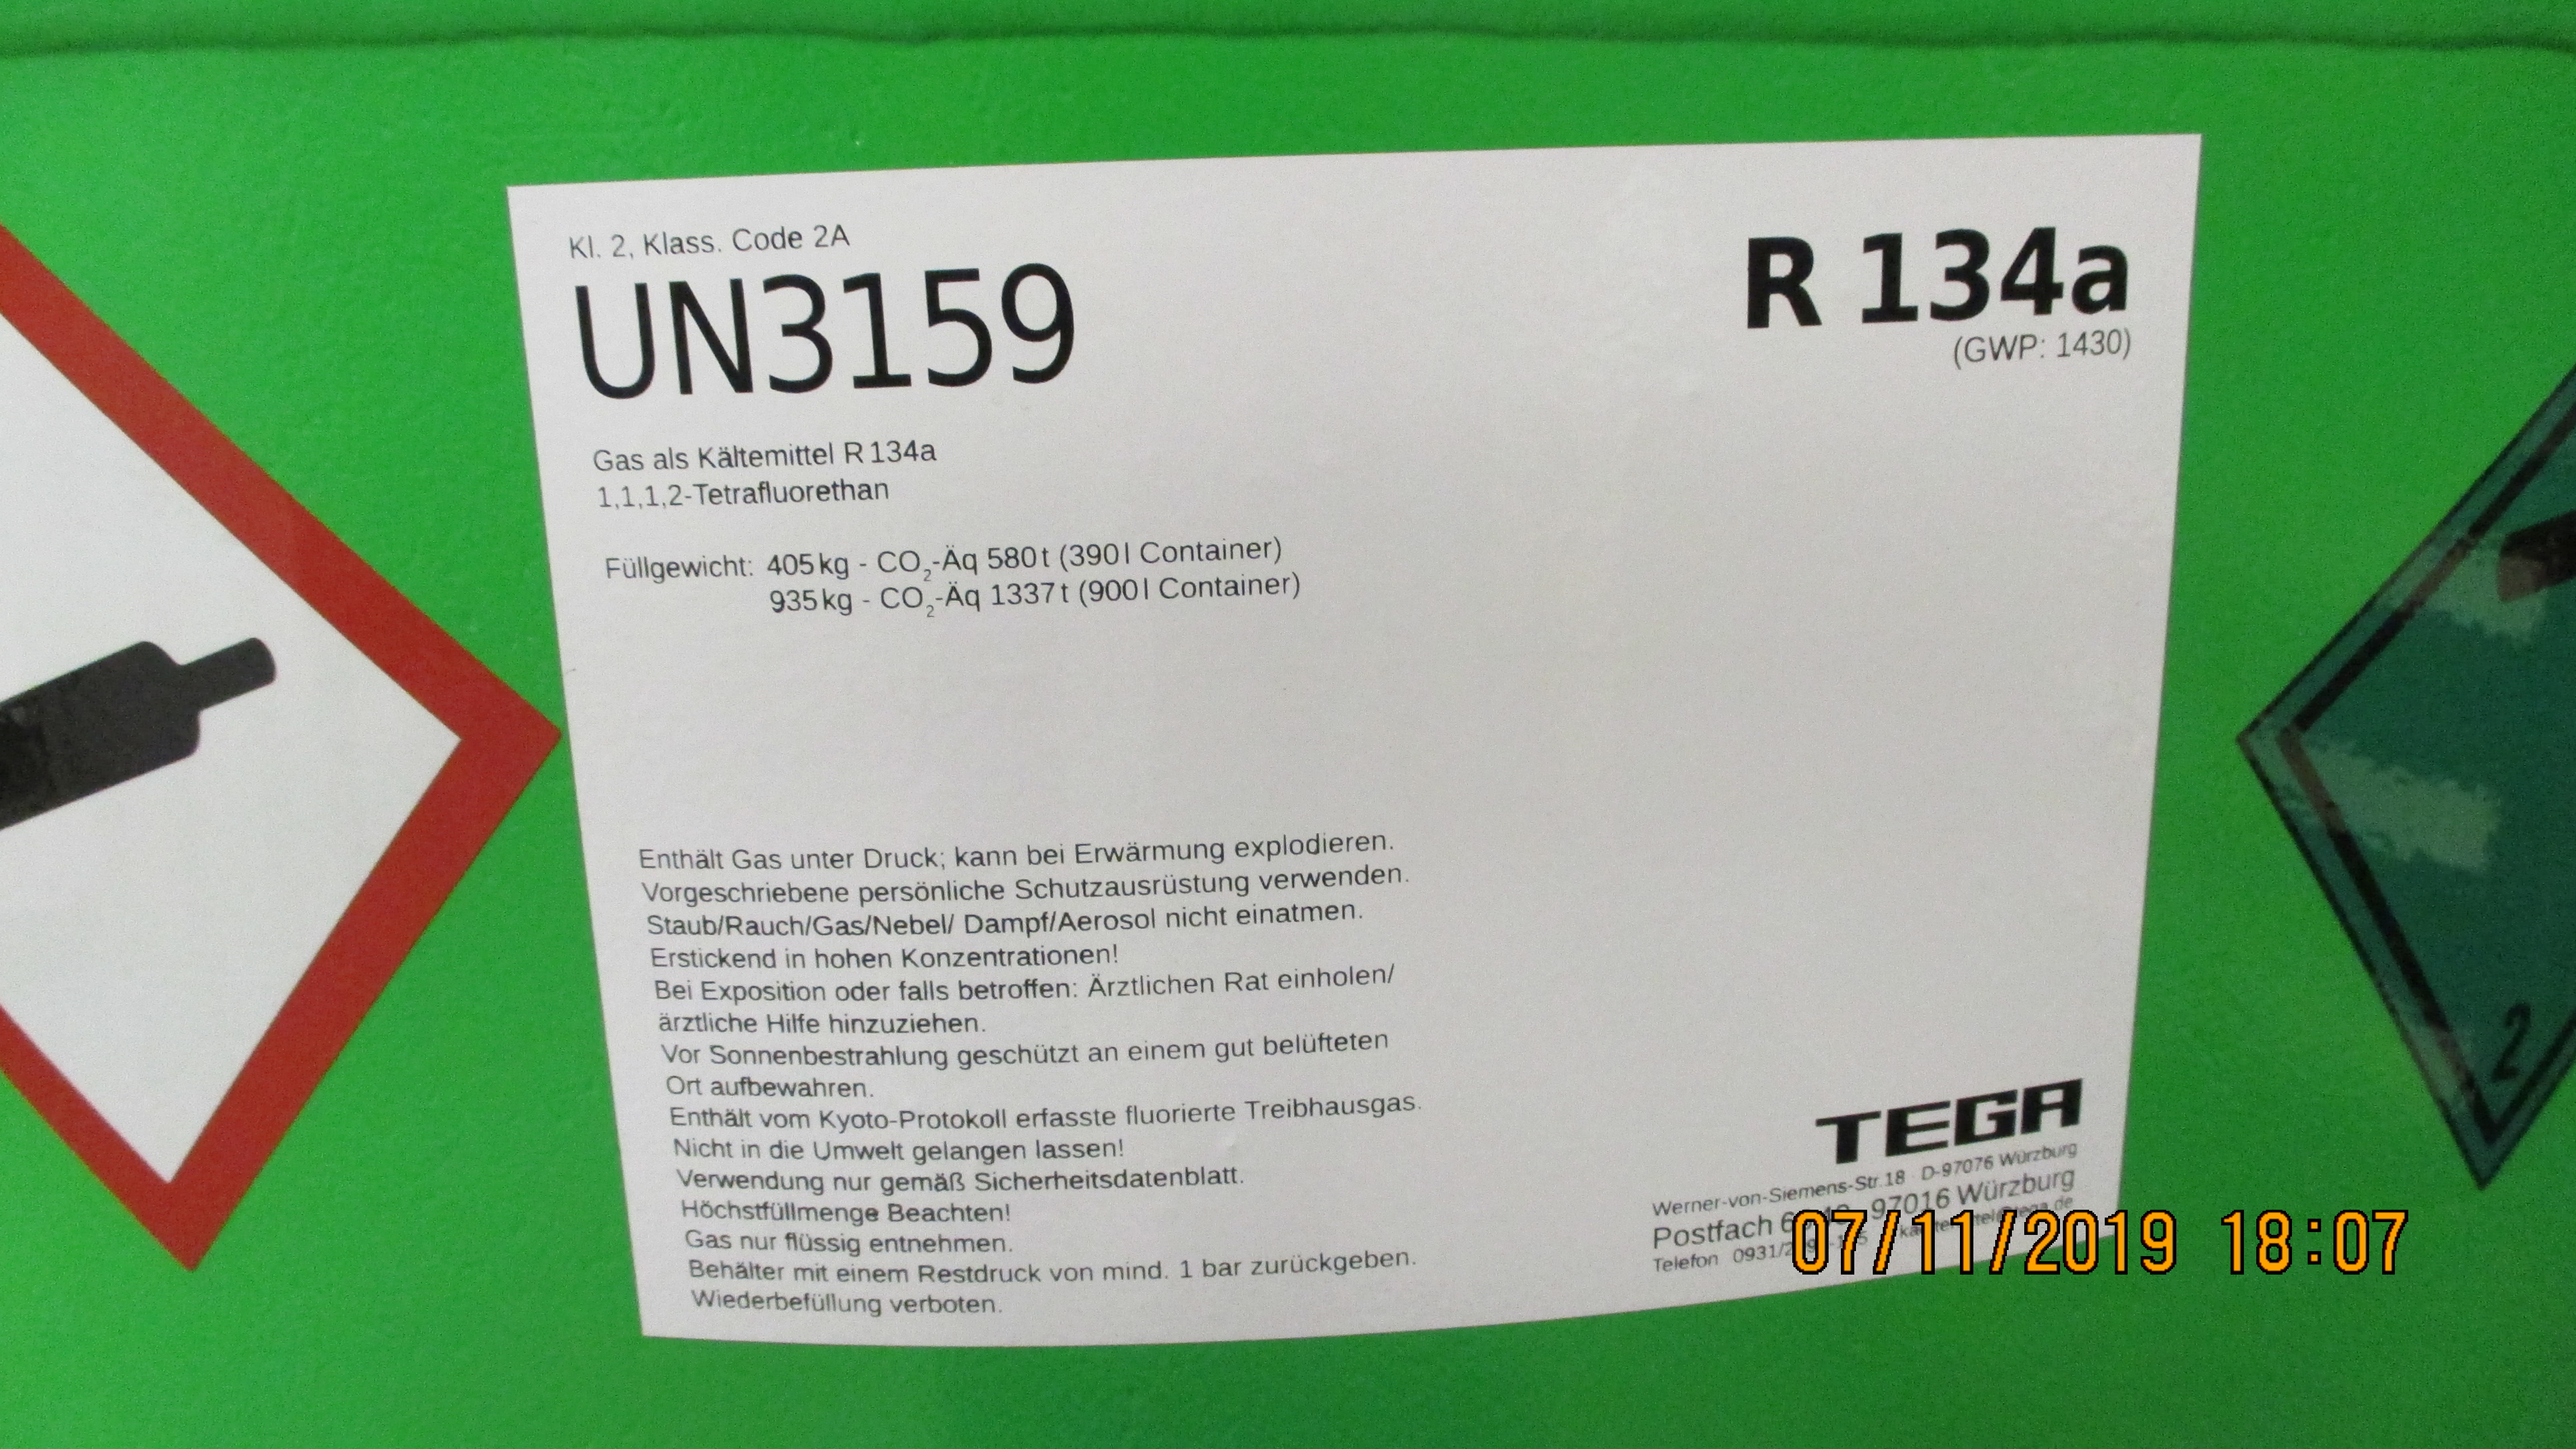 Kl. 2, Klass. Code 2A
UN3159
R 134a
(GWP: 1430)
Gas als Kältemittel R 134a
1,1,1,2-Tetrafluorethan
Füllgewicht: 405 kg - CO₂-Äq 580 t (390 l Container)
935 kg - CO₂-Äq 1337 t (900 l Container)
Enthält Gas unter Druck; kann bei Erwärmung explodieren.
Vorgeschriebene persönliche Schutzausrüstung verwenden.
Staub/Rauch/Gas/Nebel/ Dampf/Aerosol nicht einatmen.
Erstickend in hohen Konzentrationen!
Bei Exposition oder falls betroffen: Ärztlichen Rat einholen/
ärztliche Hilfe hinzuziehen.
Vor Sonnenbestrahlung geschützt an einem gut belüfteten
Ort aufbewahren.
Enthält vom Kyoto-Protokoll erfasste fluorierte Treibhausgas.
Nicht in die Umwelt gelangen lassen!
Verwendung nur gemäß Sicherheitsdatenblatt.
Höchstfüllmenge Beachten!
Gas nur flüssig entnehmen.
Behälter mit einem Restdruck von mind. 1 bar zurückgeben.
Wiederbefüllung verboten.
TEGA
Werner-von-Siemens-Str.18 · D-97076 Würzburg
Postfach 97016 Würzburg
Telefon
2
07/11/2019 18:07